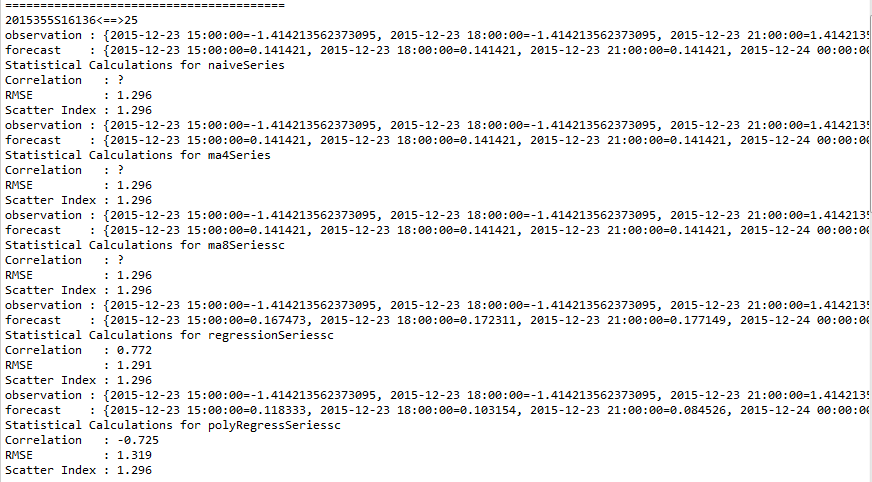 ========================================
2015355S16136<==>25
observation : {2015-12-23 15:00:00=-1.414213562373095, 2015-12-23 18:00:00=-1.414213562373095, 2015-12-23 21:00:00=1.4142135
forecast    : {2015-12-23 15:00:00=0.141421, 2015-12-23 18:00:00=0.141421, 2015-12-23 21:00:00=0.141421, 2015-12-24 00:00:00
Statistical Calculations for naiveSeries
Correlation   : ?
RMSE          : 1.296
Scatter Index : 1.296
observation : {2015-12-23 15:00:00=-1.414213562373095, 2015-12-23 18:00:00=-1.414213562373095, 2015-12-23 21:00:00=1.4142135
forecast    : {2015-12-23 15:00:00=0.141421, 2015-12-23 18:00:00=0.141421, 2015-12-23 21:00:00=0.141421, 2015-12-24 00:00:00
Statistical Calculations for ma4Series
Correlation   : ?
RMSE          : 1.296
Scatter Index : 1.296
observation : {2015-12-23 15:00:00=-1.414213562373095, 2015-12-23 18:00:00=-1.414213562373095, 2015-12-23 21:00:00=1.4142135
forecast    : {2015-12-23 15:00:00=0.141421, 2015-12-23 18:00:00=0.141421, 2015-12-23 21:00:00=0.141421, 2015-12-24 00:00:00
Statistical Calculations for ma8Seriessc
Correlation   : ?
RMSE          : 1.296
Scatter Index : 1.296
observation : {2015-12-23 15:00:00=-1.414213562373095, 2015-12-23 18:00:00=-1.414213562373095, 2015-12-23 21:00:00=1.4142135
forecast    : {2015-12-23 15:00:00=0.167473, 2015-12-23 18:00:00=0.172311, 2015-12-23 21:00:00=0.177149, 2015-12-24 00:00:00
Statistical Calculations for regressionSeriessc
Correlation   : 0.772
RMSE          : 1.291
Scatter Index : 1.296
observation : {2015-12-23 15:00:00=-1.414213562373095, 2015-12-23 18:00:00=-1.414213562373095, 2015-12-23 21:00:00=1.4142135
forecast    : {2015-12-23 15:00:00=0.118333, 2015-12-23 18:00:00=0.103154, 2015-12-23 21:00:00=0.084526, 2015-12-24 00:00:00
Statistical Calculations for polyRegressSeriessc
Correlation   : -0.725
RMSE          : 1.319
Scatter Index : 1.296